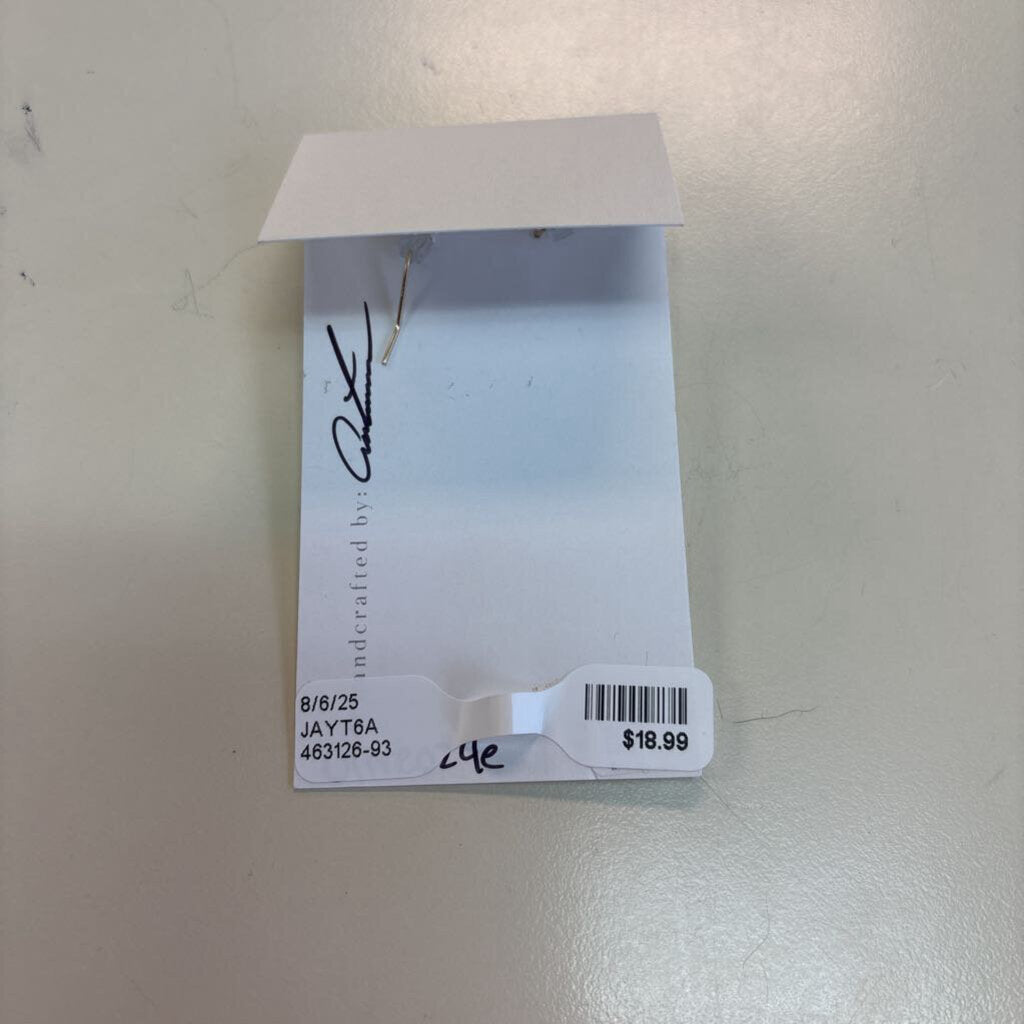 andcrafted by:
8/6/25
JAYT6A
463126-93
$18.99